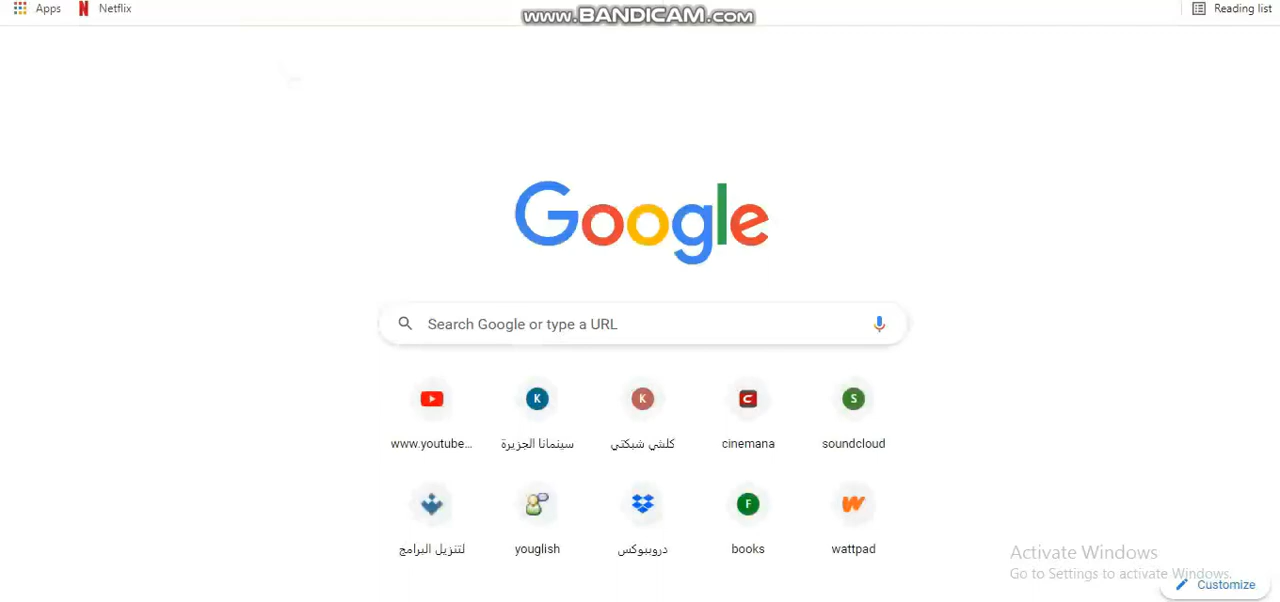 Apps Netflix www.BANDICAM.com Reading list
Google
Search Google or type a URL
www.youtube... سينمانا الجزيرة كلشي شبكتي cinemana soundcloud
لتنزيل البرامج youglish دروببوكس books wattpad
Activate Windows
Go to Settings to activate Windows.
Customize